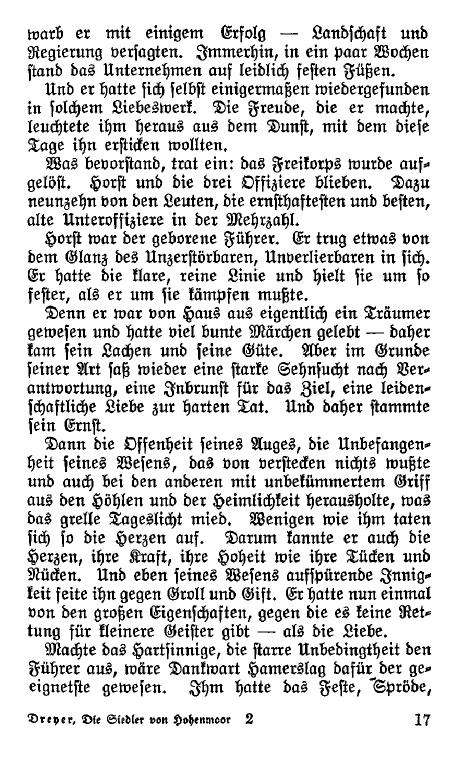 warb er mit einigem Erfolg — Landschaft und
Regierung versagten. Immerhin, in ein paar Wochen
stand das Unternehmen auf leidlich festen Füßen.
Und er hatte sich selbst einigermaßen wiedergefunden
in solchem Liebeswerk. Die Freude, die er machte,
leuchtete ihm heraus aus dem Dunst, mit dem diese
Tage ihn ersticken wollten.
Was bevorstand, trat ein: das Freikorps wurde auf-
gelöst. Horst und die drei Offiziere blieben. Dazu
neunzehn von den Leuten, die ernsthaftesten und besten,
alte Unteroffiziere in der Mehrzahl.
Horst war der geborene Führer. Er trug etwas von
dem Glanz des Unzerstörbaren, Unverlierbaren in sich.
Er hatte die klare, reine Linie und hielt sie um so
fester, als er um sie kämpfen mußte.
Denn er war von Haus aus eigentlich ein Träumer
gewesen und hatte viel bunte Märchen gelebt — daher
kam sein Lachen und seine Güte. Aber im Grunde
seiner Art saß wieder eine starke Sehnsucht nach Ver-
antwortung, eine Inbrunst für das Ziel, eine leiden-
schaftliche Liebe zur harten Tat. Und daher stammte
sein Ernst.
Dann die Offenheit seines Auges, die Unbefangen-
heit seines Wesens, das von verstecken nichts wußte
und auch bei den anderen mit unbekümmertem Griff
aus den Höhlen und der Heimlichkeit herausholte, was
das grelle Tageslicht mied. Wenigen wie ihm taten
sich so die Herzen auf. Darum kannte er auch die
Herzen, ihre Kraft, ihre Hoheit wie ihre Tücken und
Nücken. Und eben seines Wesens aufspürende Innig-
keit feite ihn gegen Groll und Gift. Er hatte nun einmal
von den großen Eigenschaften, gegen die es keine Ret-
tung für kleinere Geister gibt — als die Liebe.
Machte das Hartsinnige, die starre Unbedingtheit den
Führer aus, wäre Dankwart Hamerslag dafür der ge-
eignetste gewesen. Ihm hatte das Feste, Spröde,
Dreyer, Die Siedler von Hohenmoor 2 17